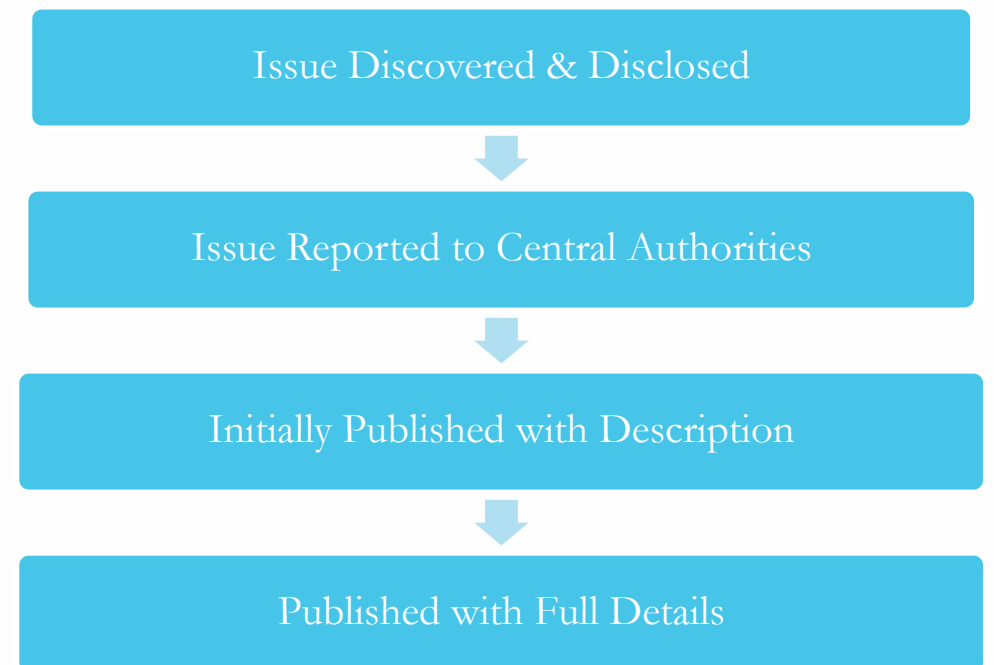 Issue Discovered & Disclosed
Issue Reported to Central Authorities
Initially Published with Description
Published with Full Details